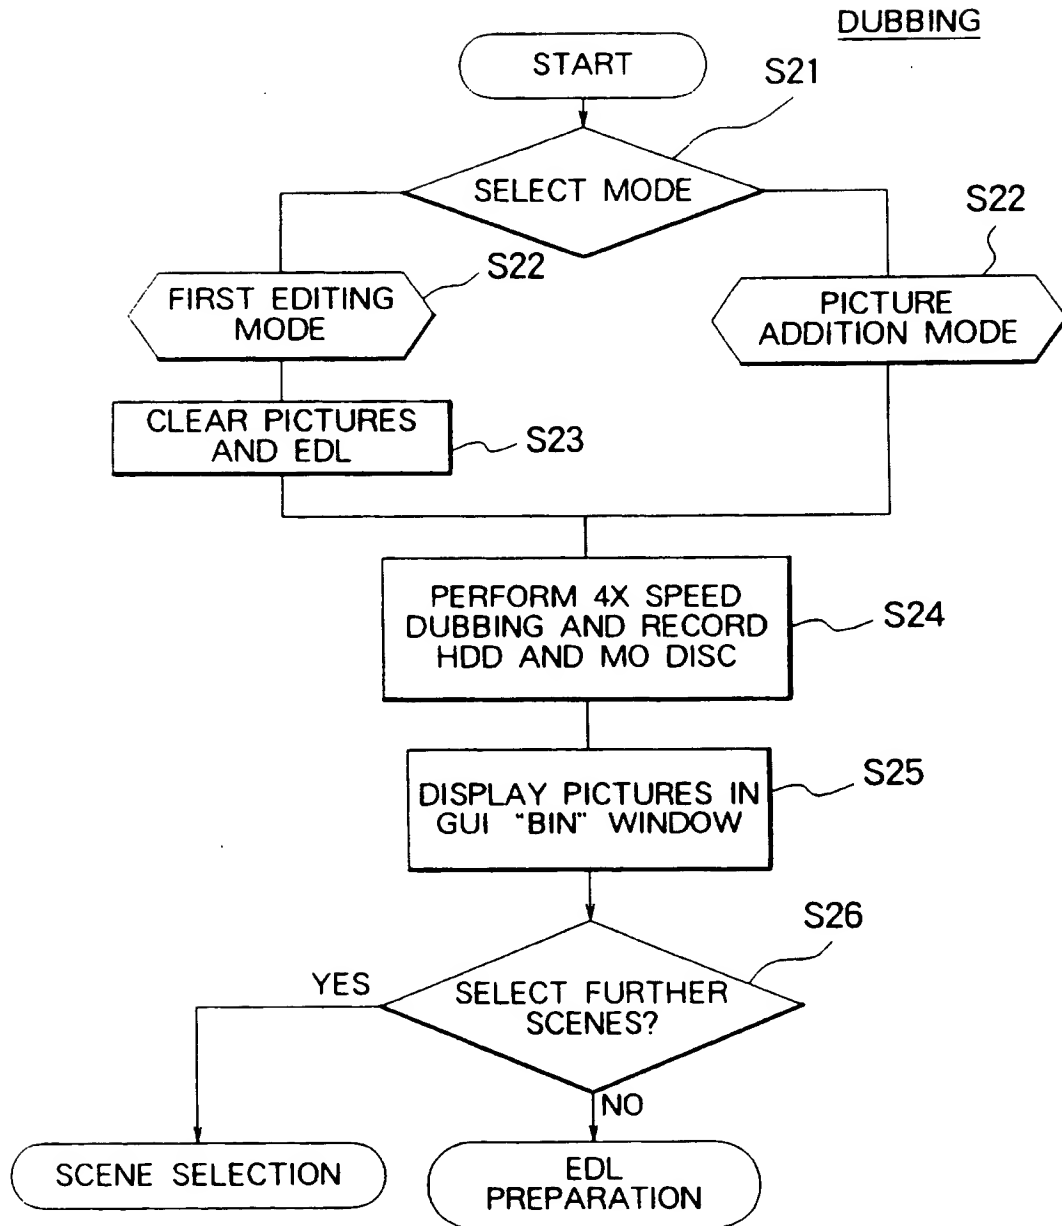 DUBBING
START
S21
SELECT MODE
S22
S22
FIRST EDITING
MODE
PICTURE
ADDITION MODE
CLEAR PICTURES
AND EDL
S23
PERFORM 4X SPEED
DUBBING AND RECORD
HDD AND MO DISC
S24
DISPLAY PICTURES IN
GUI "BIN" WINDOW
S25
S26
YES
SELECT FURTHER
SCENES?
NO
SCENE SELECTION
EDL
PREPARATION